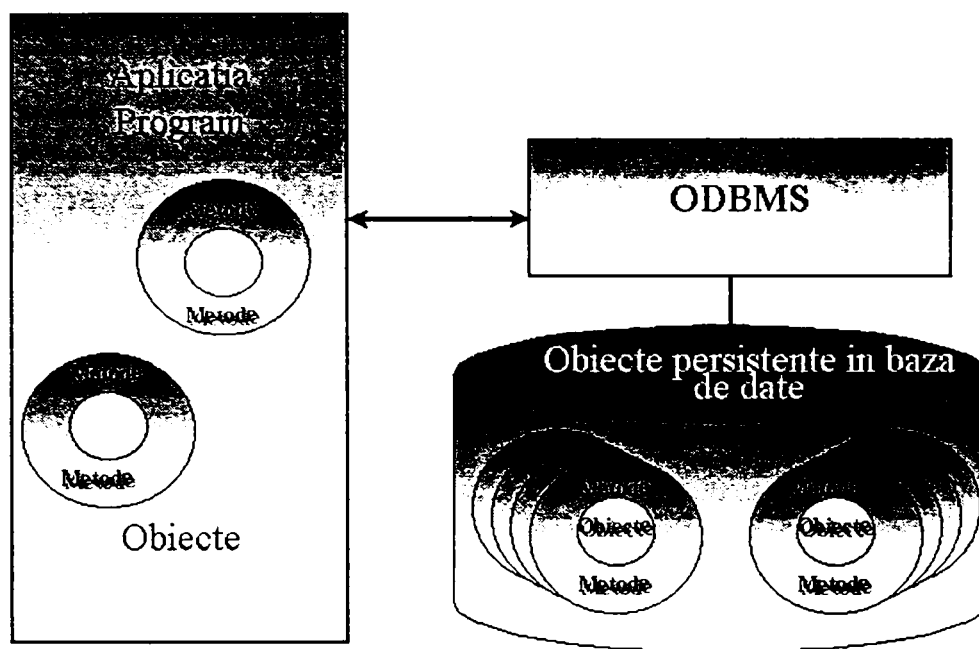 Aplicatia
Program
Metode
Metode
Obiecte
ODBMS
Obiecte persistente in baza
de date
Obiecte
Metode
Obiecte
Metode